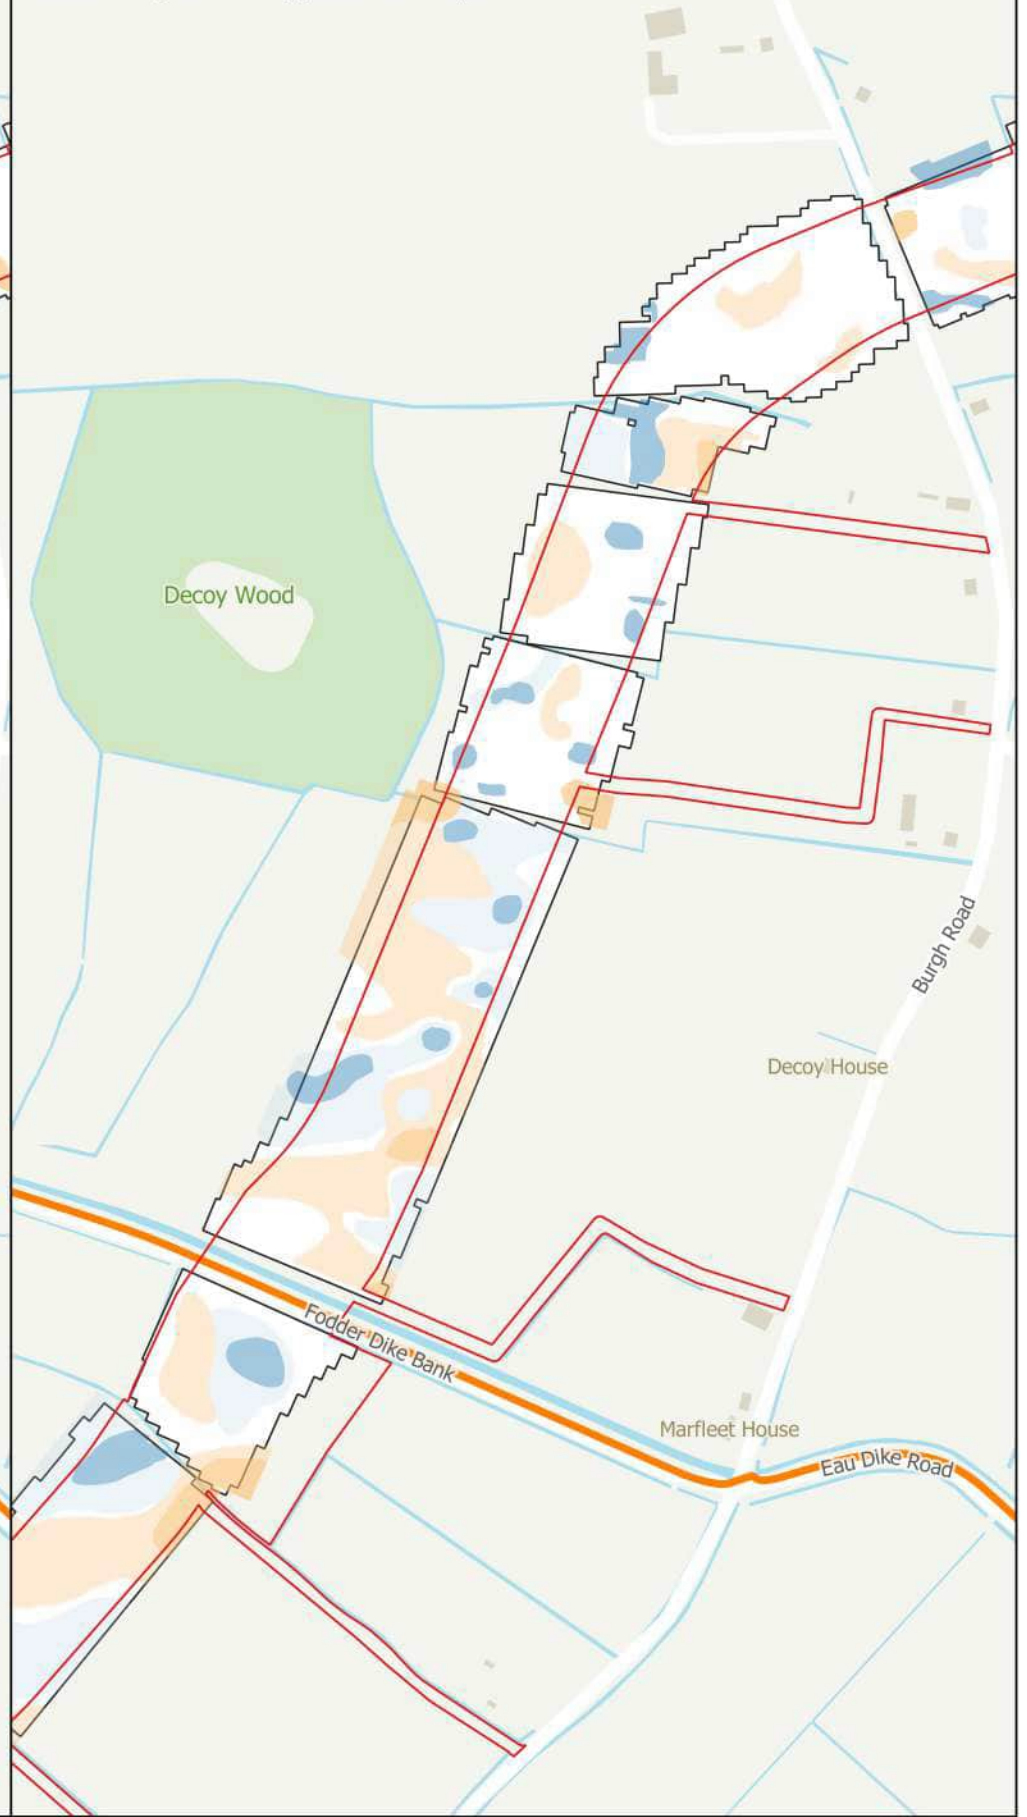 Decoy Wood
Burgh Road
Decoy House
Fodder Dike Bank
Marfleet House
Eau Dike Road